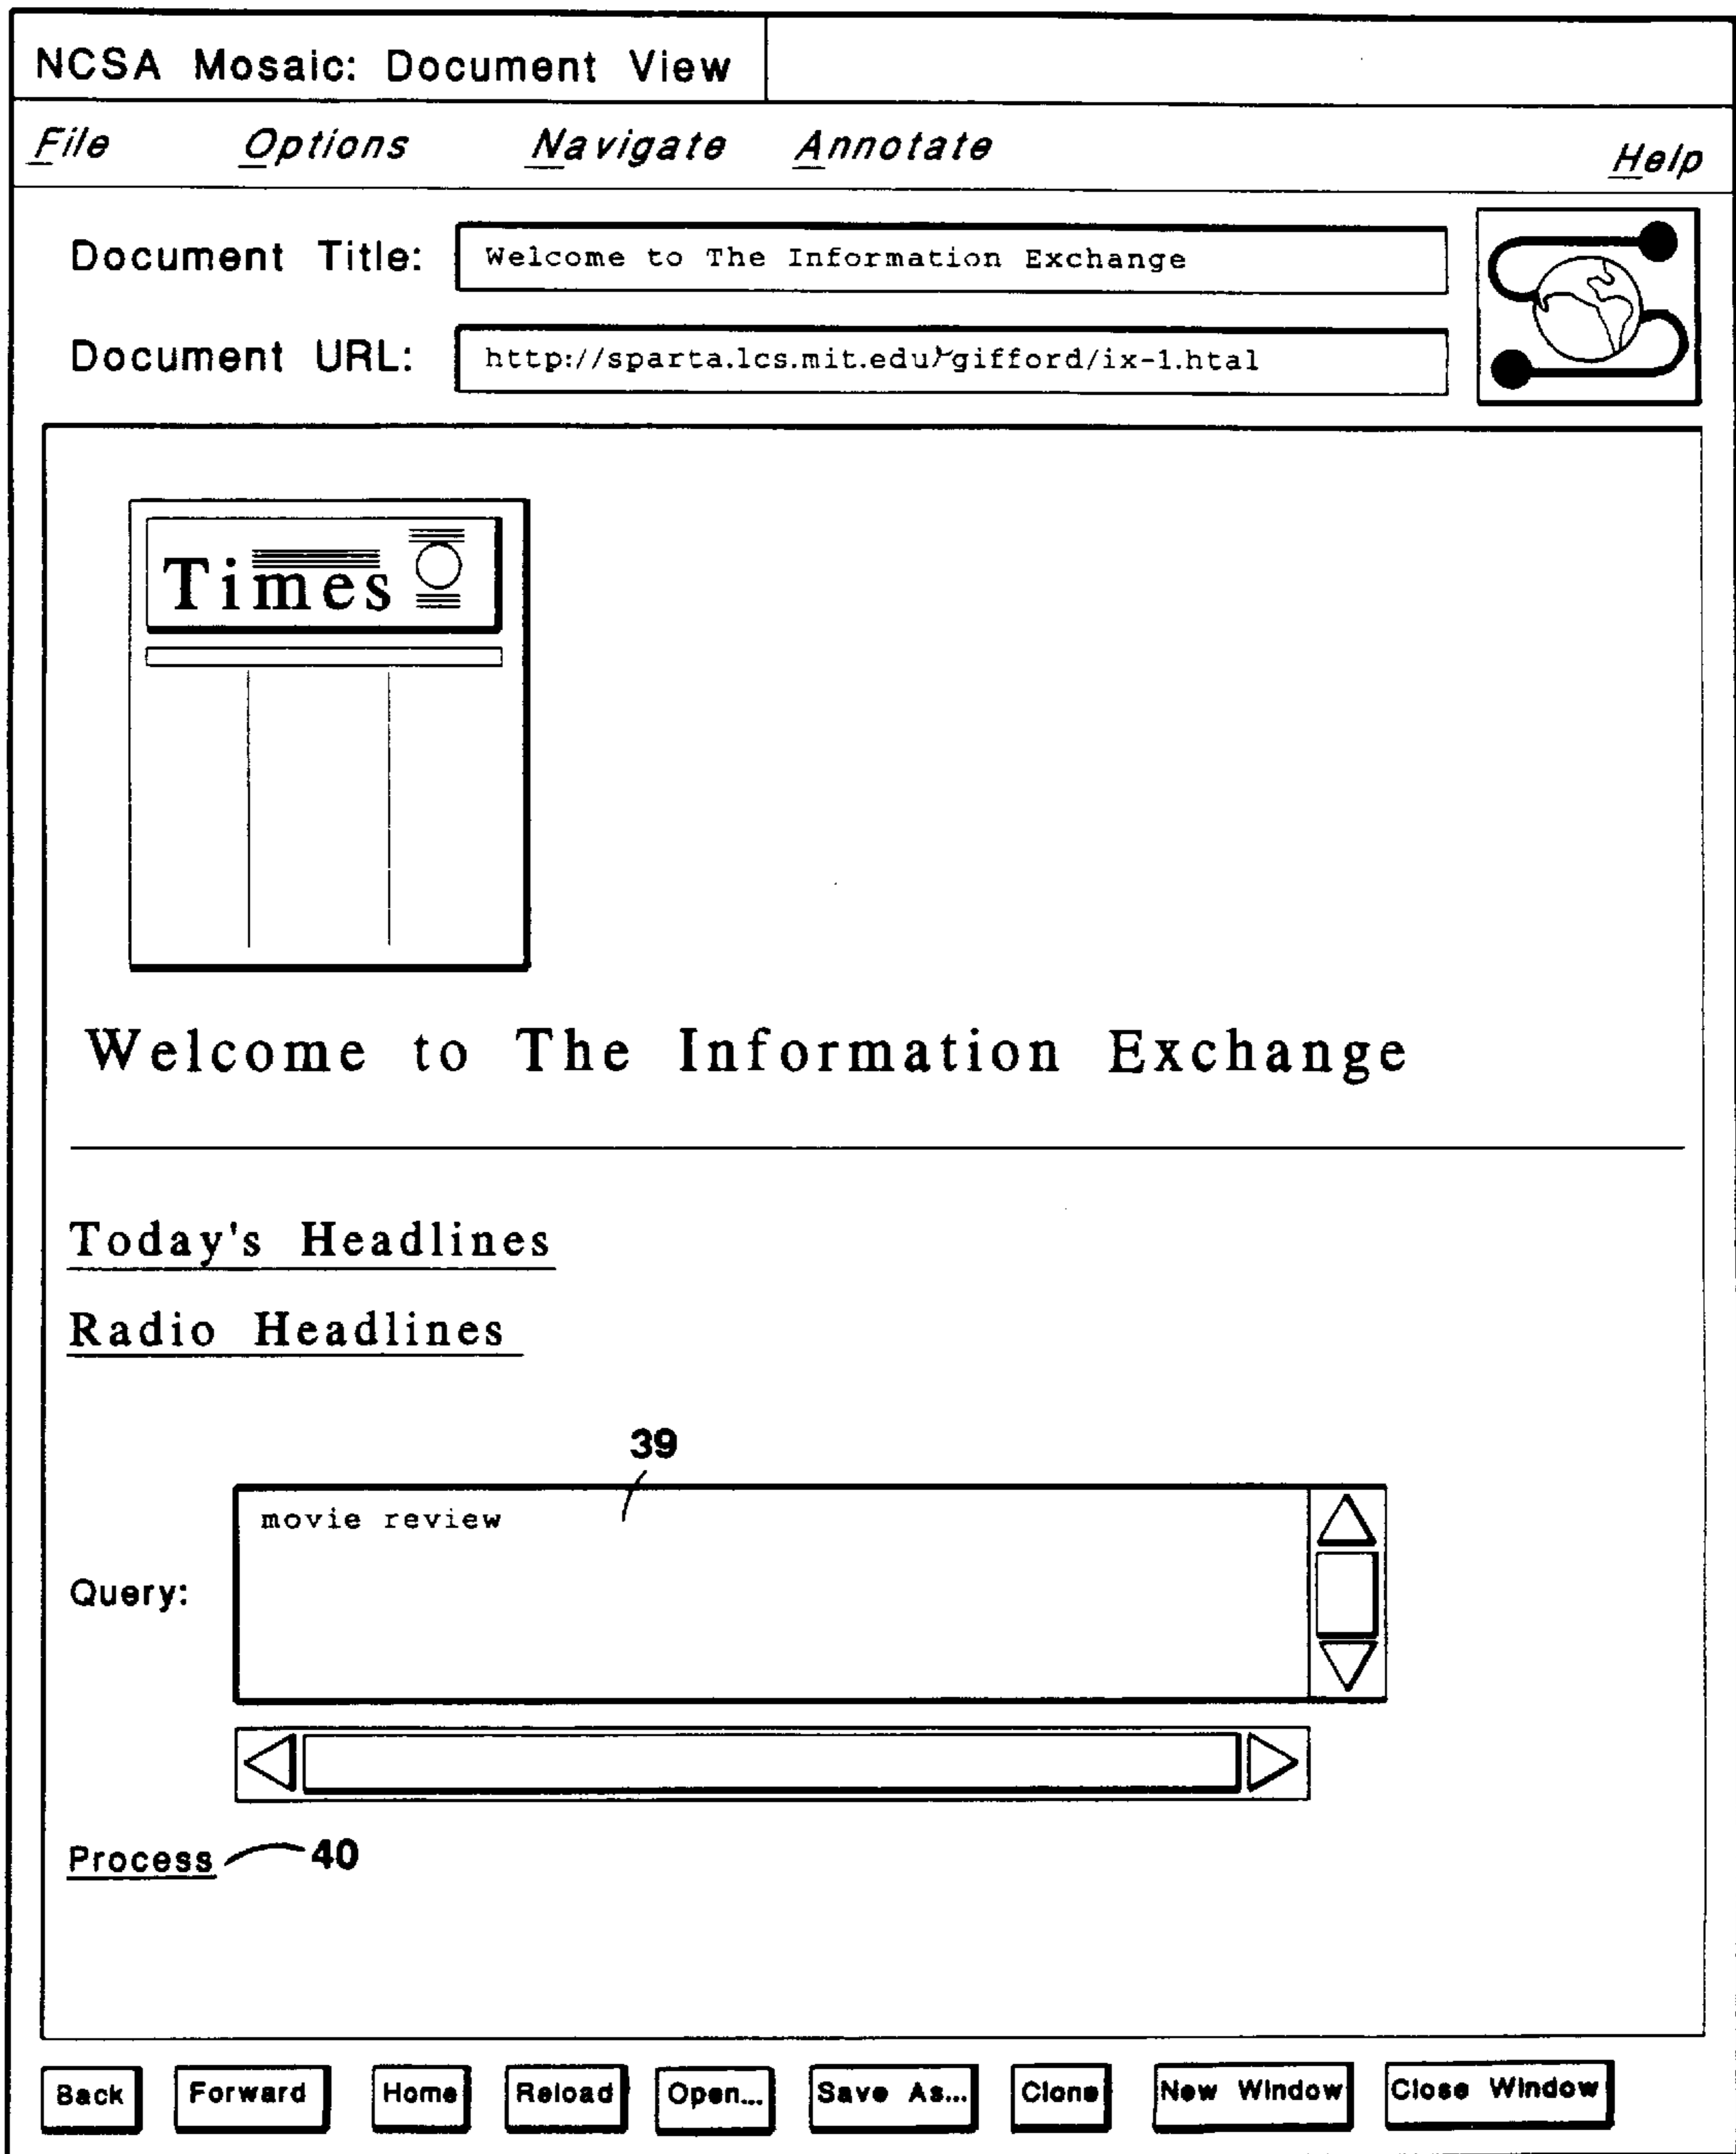 NCSA Mosaic: Document View
File Options Navigate Annotate Help
Document Title: Welcome to The Information Exchange
Document URL: http://sparta.lcs.mit.edu/~gifford/ix-1.htal
Times
Welcome to The Information Exchange
Today's Headlines
Radio Headlines
39
movie review
Query:
Process 40
Back Forward Home Reload Open... Save As... Clone New Window Close Window